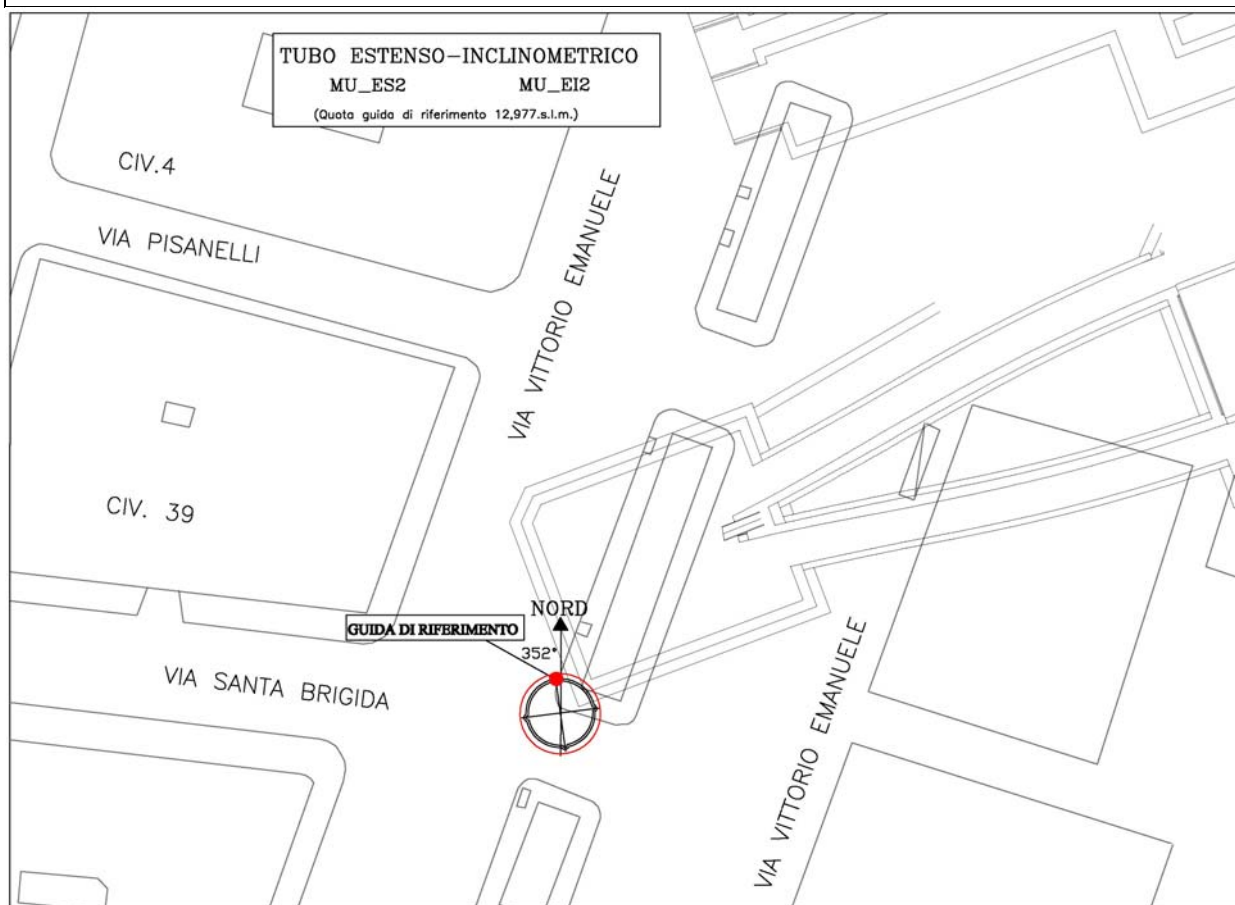 TUBO ESTENSO-INCLINOMETRICO
MU_ES2 MU_EI2
(Quota guida di riferimento 12,977.s.l.m.)
CIV.4
VIA PISANELLI
VIA VITTORIO EMANUELE
CIV. 39
NORD
GUIDA DI RIFERIMENTO
352°
VIA SANTA BRIGIDA
VIA VITTORIO EMANUELE